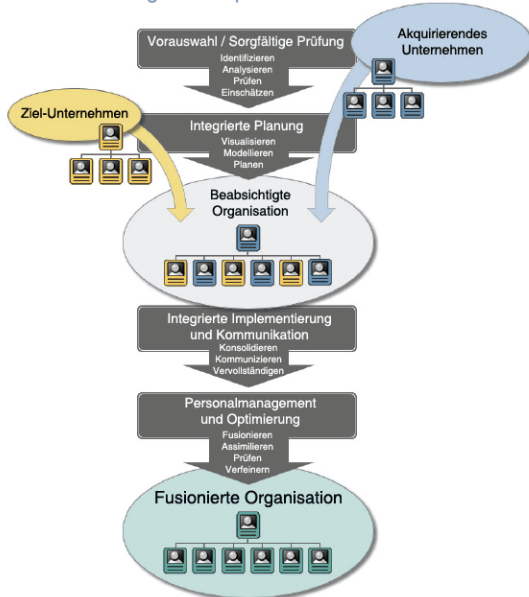 Vorauswahl / Sorgfältige Prüfung
Identifizieren
Analysieren
Prüfen
Einschätzen
Akquirierendes
Unternehmen
Ziel-Unternehmen
Integrierte Planung
Visualisieren
Modellieren
Planen
Beabsichtigte
Organisation
Integrierte Implementierung
und Kommunikation
Konsolidieren
Kommunizieren
Vervollständigen
Personalmanagement
und Optimierung
Fusionieren
Assimilieren
Prüfen
Verfeinern
Fusionierte Organisation